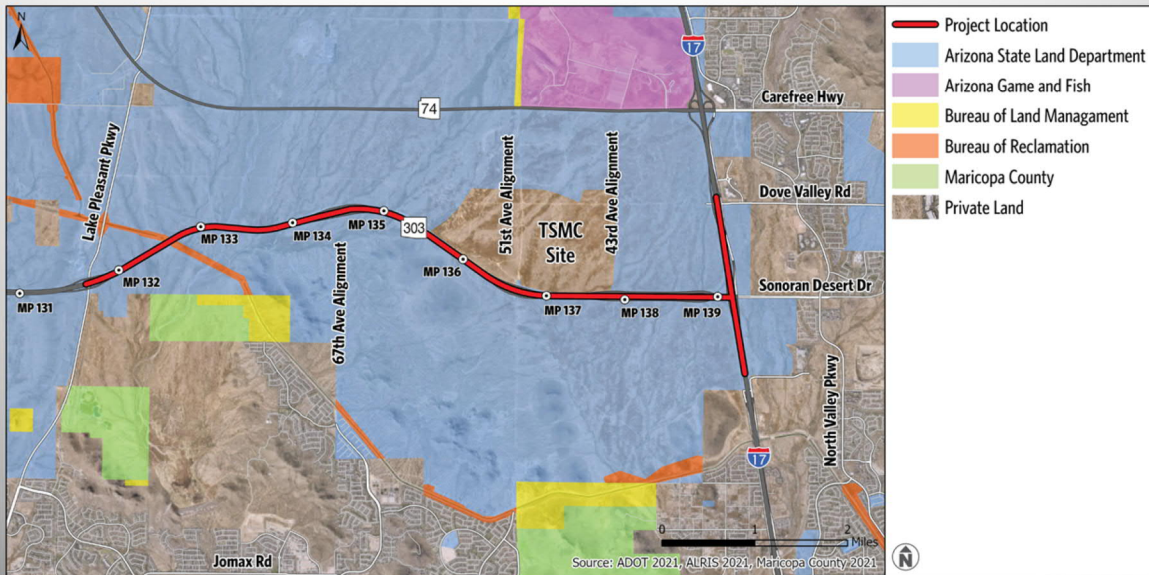 N
17
Carefree Hwy
74
Lake Pleasant Pkwy
51st Ave Alignment
43rd Ave Alignment
Dove Valley Rd
MP 133
MP 134
MP 135
303
TSMC
Site
MP 132
MP 136
MP 131
67th Ave Alignment
MP 137
MP 138
MP 139
Sonoran Desert Dr
North Valley Pkwy
17
Jomax Rd
0 1 2
Miles
Source: ADOT 2021, ALRIS 2021, Maricopa County 2021
Project Location
Arizona State Land Department
Arizona Game and Fish
Bureau of Land Managament
Bureau of Reclamation
Maricopa County
Private Land
N